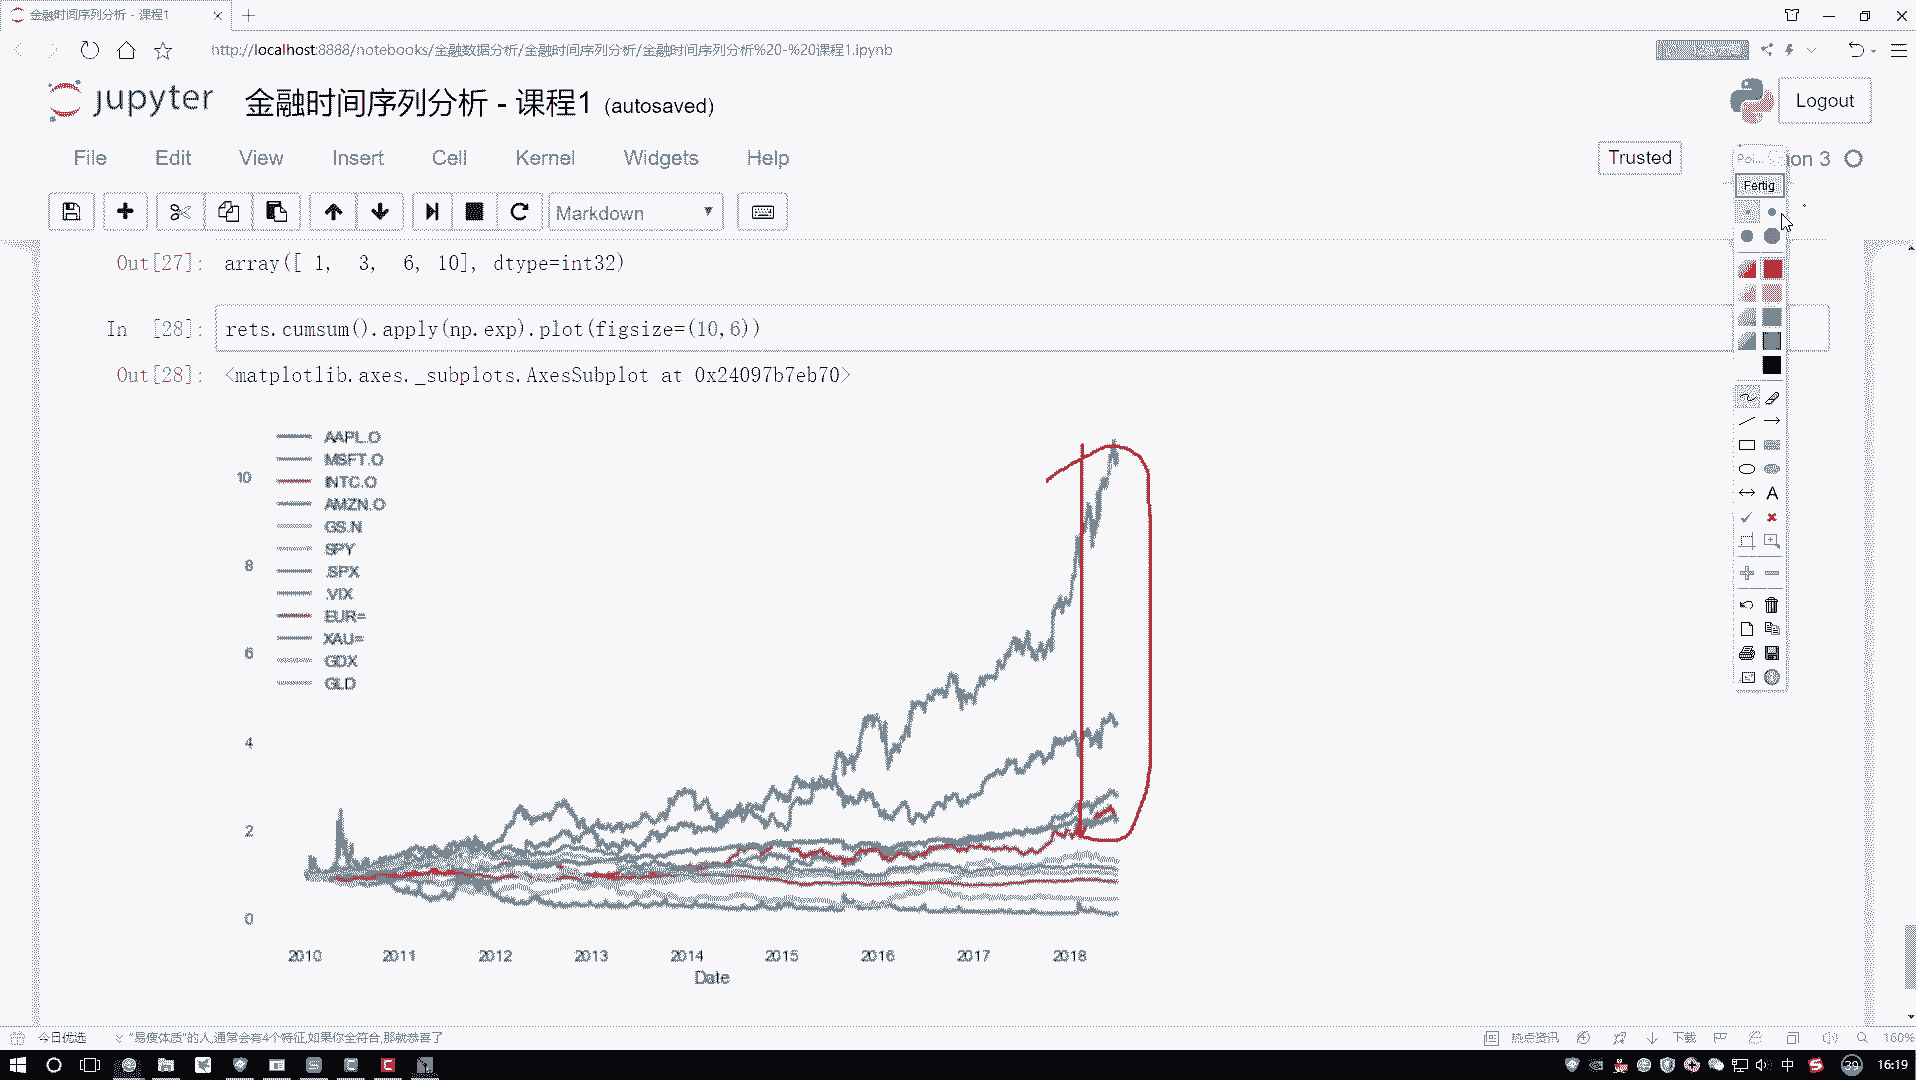 金融时间序列分析 - 课程1
http://localhost:8888/notebooks/金融数据分析/金融时间序列分析/金融时间序列分析%20-%20课程1.ipynb
jupyter 金融时间序列分析 - 课程1 (autosaved)
Logout
File Edit View Insert Cell Kernel Widgets Help
Trusted
on 3
Poi...
Fertig
Markdown
Out[27]: array([ 1, 3, 6, 10], dtype=int32)
In [28]: rets.cumsum().apply(np.exp).plot(figsize=(10,6))
Out[28]: <matplotlib.axes._subplots.AxesSubplot at 0x24097b7eb70>
AAPL.O
MSFT.O
INTC.O
AMZN.O
GS.N
SPY
.SPX
.VIX
EUR=
XAU=
GDX
GLD
10
8
6
4
2
0
2010 2011 2012 2013 2014 2015 2016 2017 2018
Date
今日优选 "易瘦体质"的人,通常会有4个特征,如果你全符合,那就恭喜了
热点资讯 下载 160%
中 39 16:19